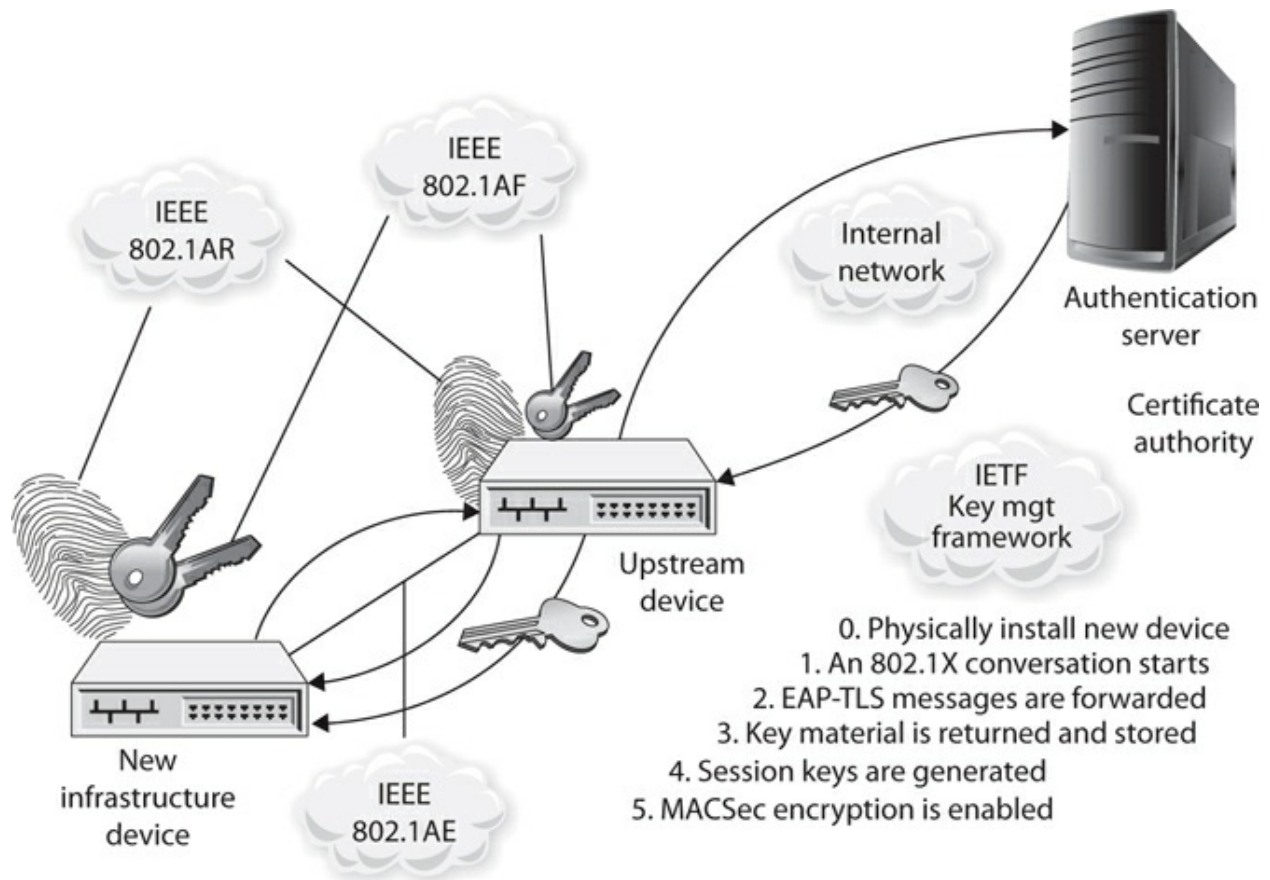 IEEE
802.1AF
IEEE
802.1AR
Internal
network
Authentication
server
Certificate
authority
IETF
Key mgt
framework
Upstream
device
New
infrastructure
device
IEEE
802.1AE
0. Physically install new device
1. An 802.1X conversation starts
2. EAP-TLS messages are forwarded
3. Key material is returned and stored
4. Session keys are generated
5. MACSec encryption is enabled